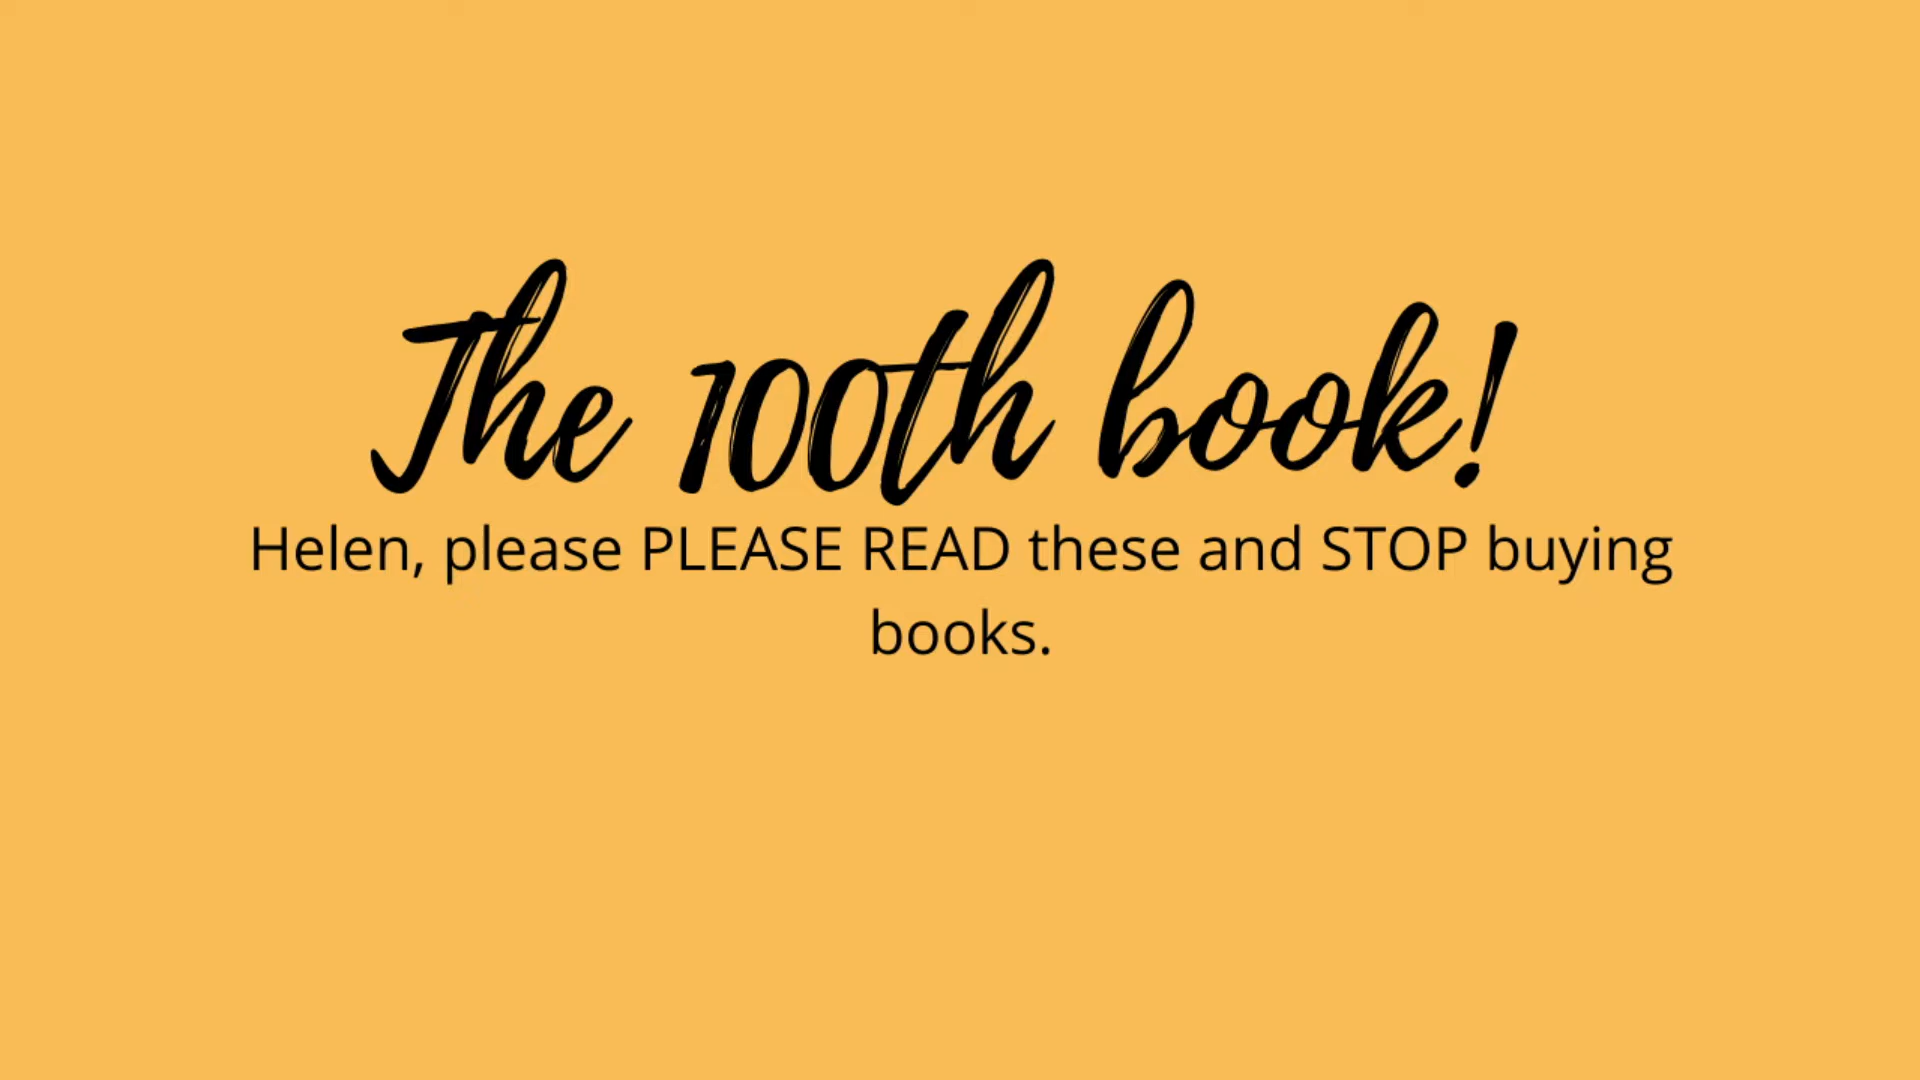 The 100th book!
Helen, please PLEASE READ these and STOP buying
books.